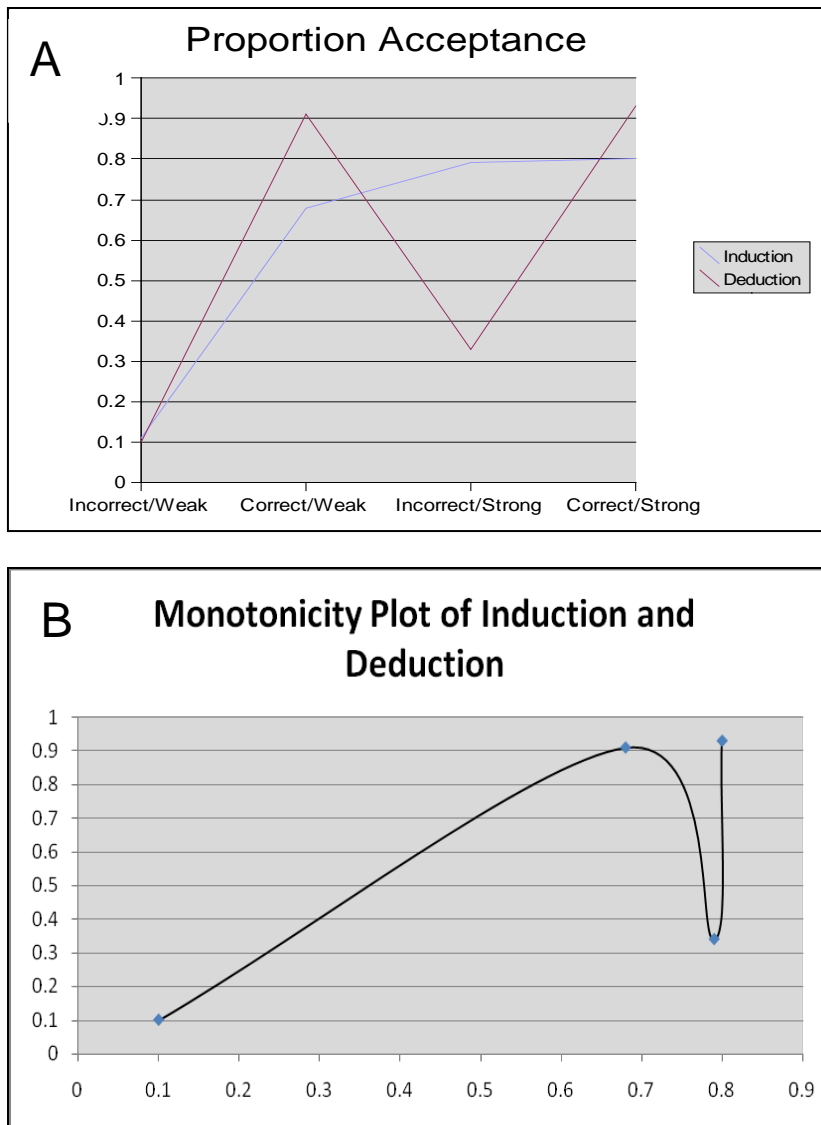 A
Proportion Acceptance
1
0.9
0.8
0.7
0.6
0.5
0.4
0.3
0.2
0.1
0
Incorrect/Weak Correct/Weak Incorrect/Strong Correct/Strong
Induction
Deduction
B
Monotonicity Plot of Induction and
Deduction
1
0.9
0.8
0.7
0.6
0.5
0.4
0.3
0.2
0.1
0
0 0.1 0.2 0.3 0.4 0.5 0.6 0.7 0.8 0.9